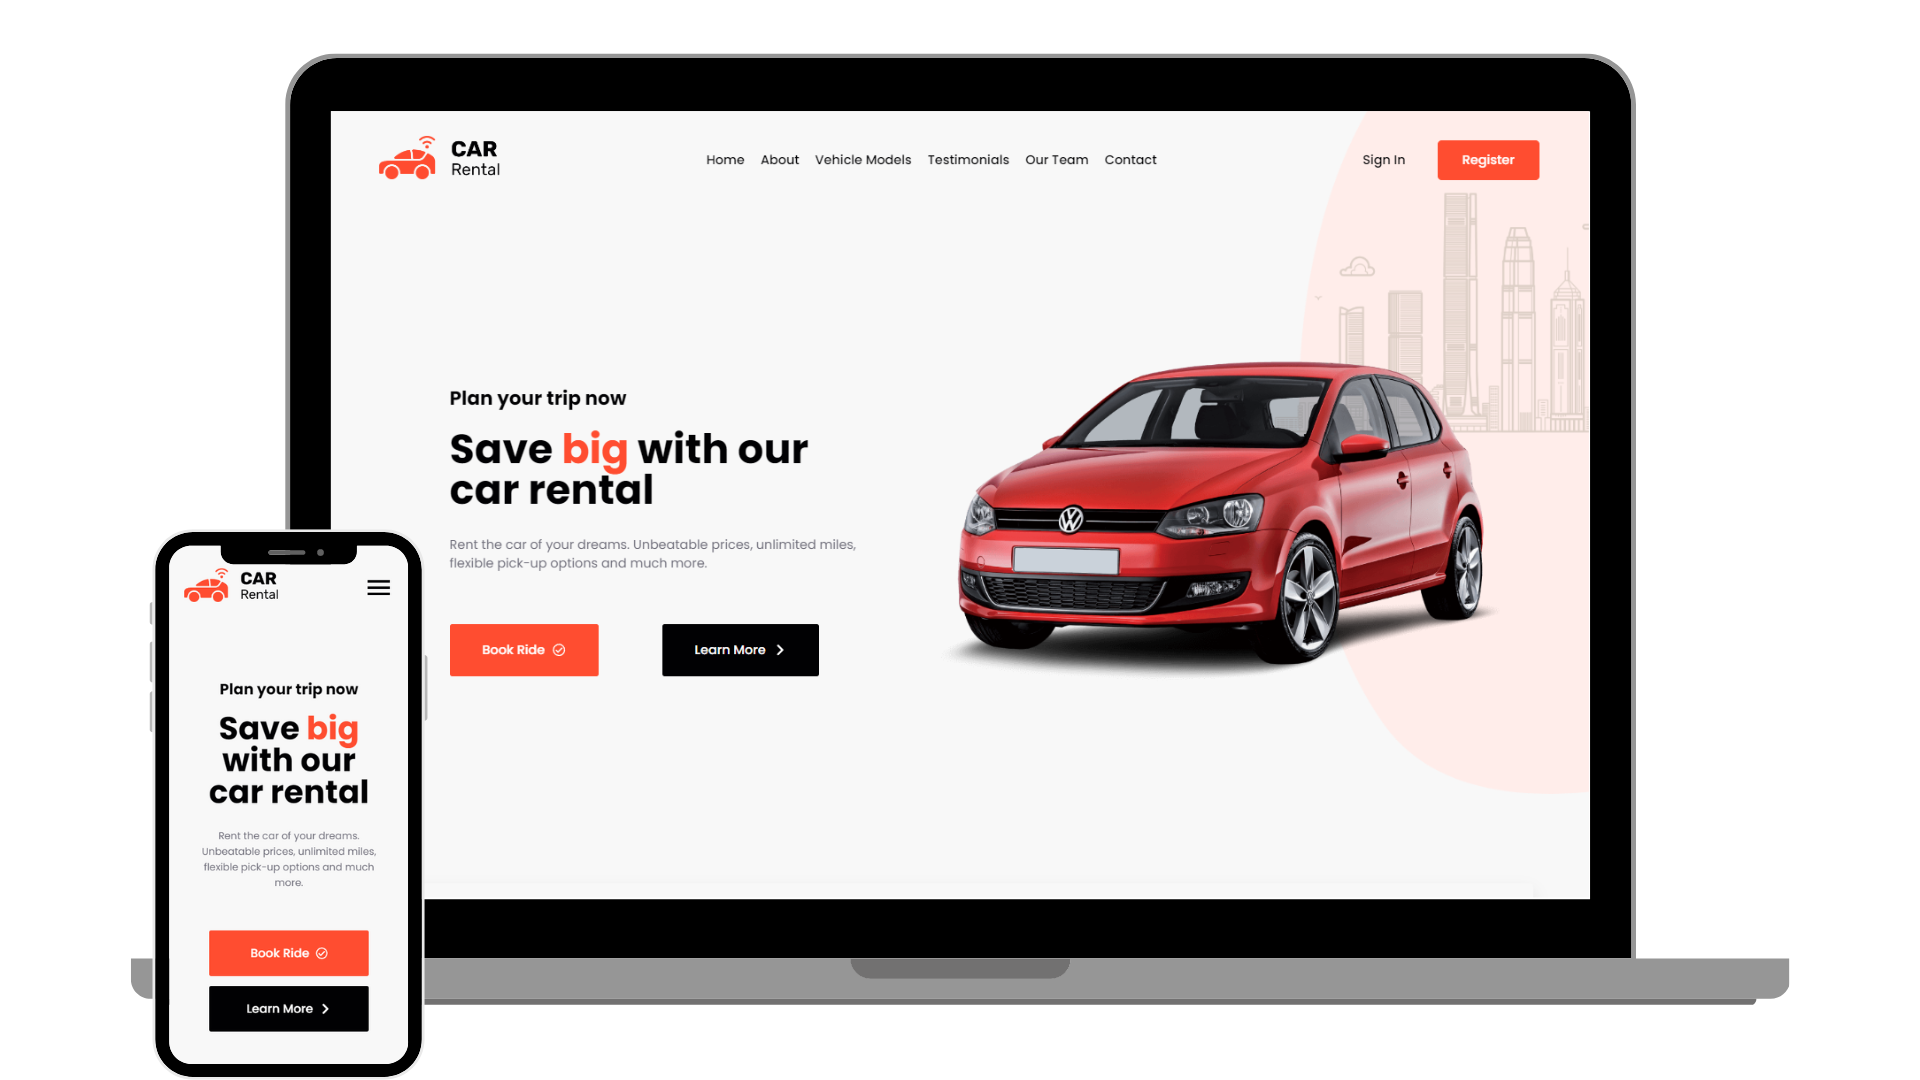 CAR
Rental
Home About Vehicle Models Testimonials Our Team Contact
Sign In Register
Plan your trip now
Save big with our
car rental
Rent the car of your dreams. Unbeatable prices, unlimited miles,
flexible pick-up options and much more.
Book Ride Learn More
CAR
Rental
Plan your trip now
Save big
with our
car rental
Rent the car of your dreams.
Unbeatable prices, unlimited miles,
flexible pick-up options and much
more.
Book Ride
Learn More